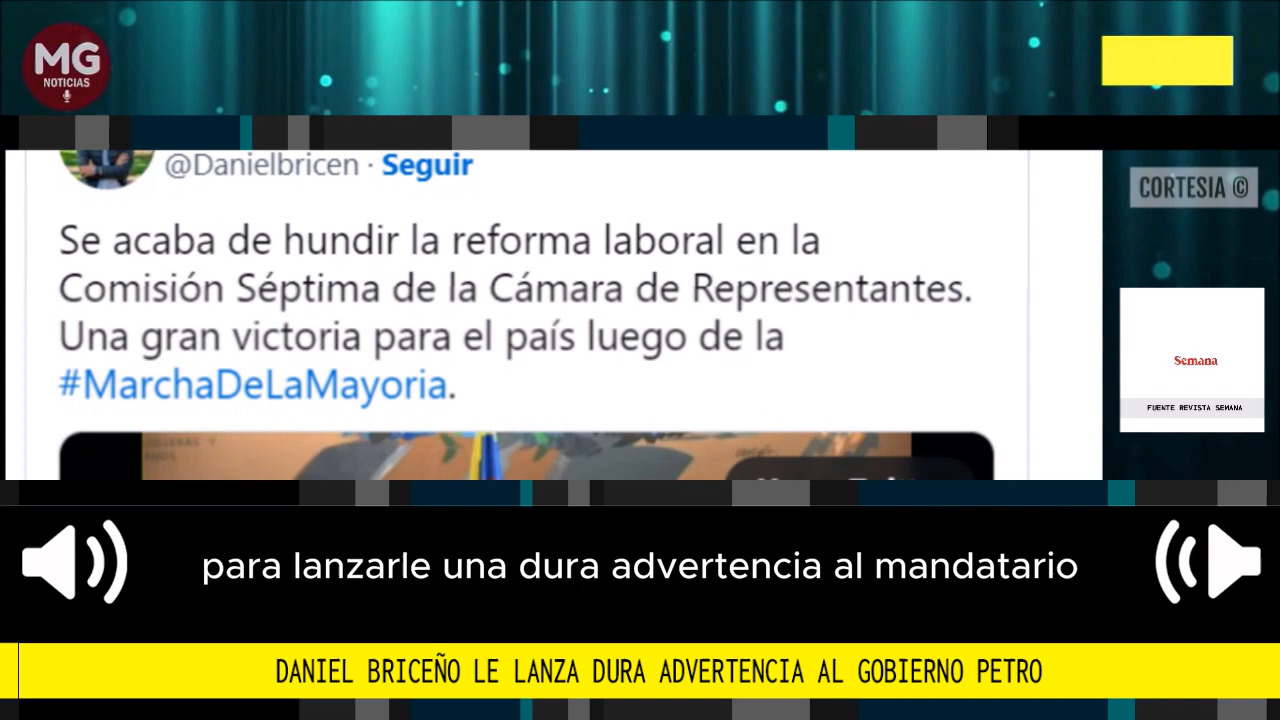 MG
NOTICIAS
@Danielbricen · Seguir
CORTESIA ©
Se acaba de hundir la reforma laboral en la
Comisión Séptima de la Cámara de Representantes.
Una gran victoria para el país luego de la
#MarchaDeLaMayoria.
Semana
FUENTE REVISTA SEMANA
para lanzarle una dura advertencia al mandatario
DANIEL BRICEÑO LE LANZA DURA ADVERTENCIA AL GOBIERNO PETRO